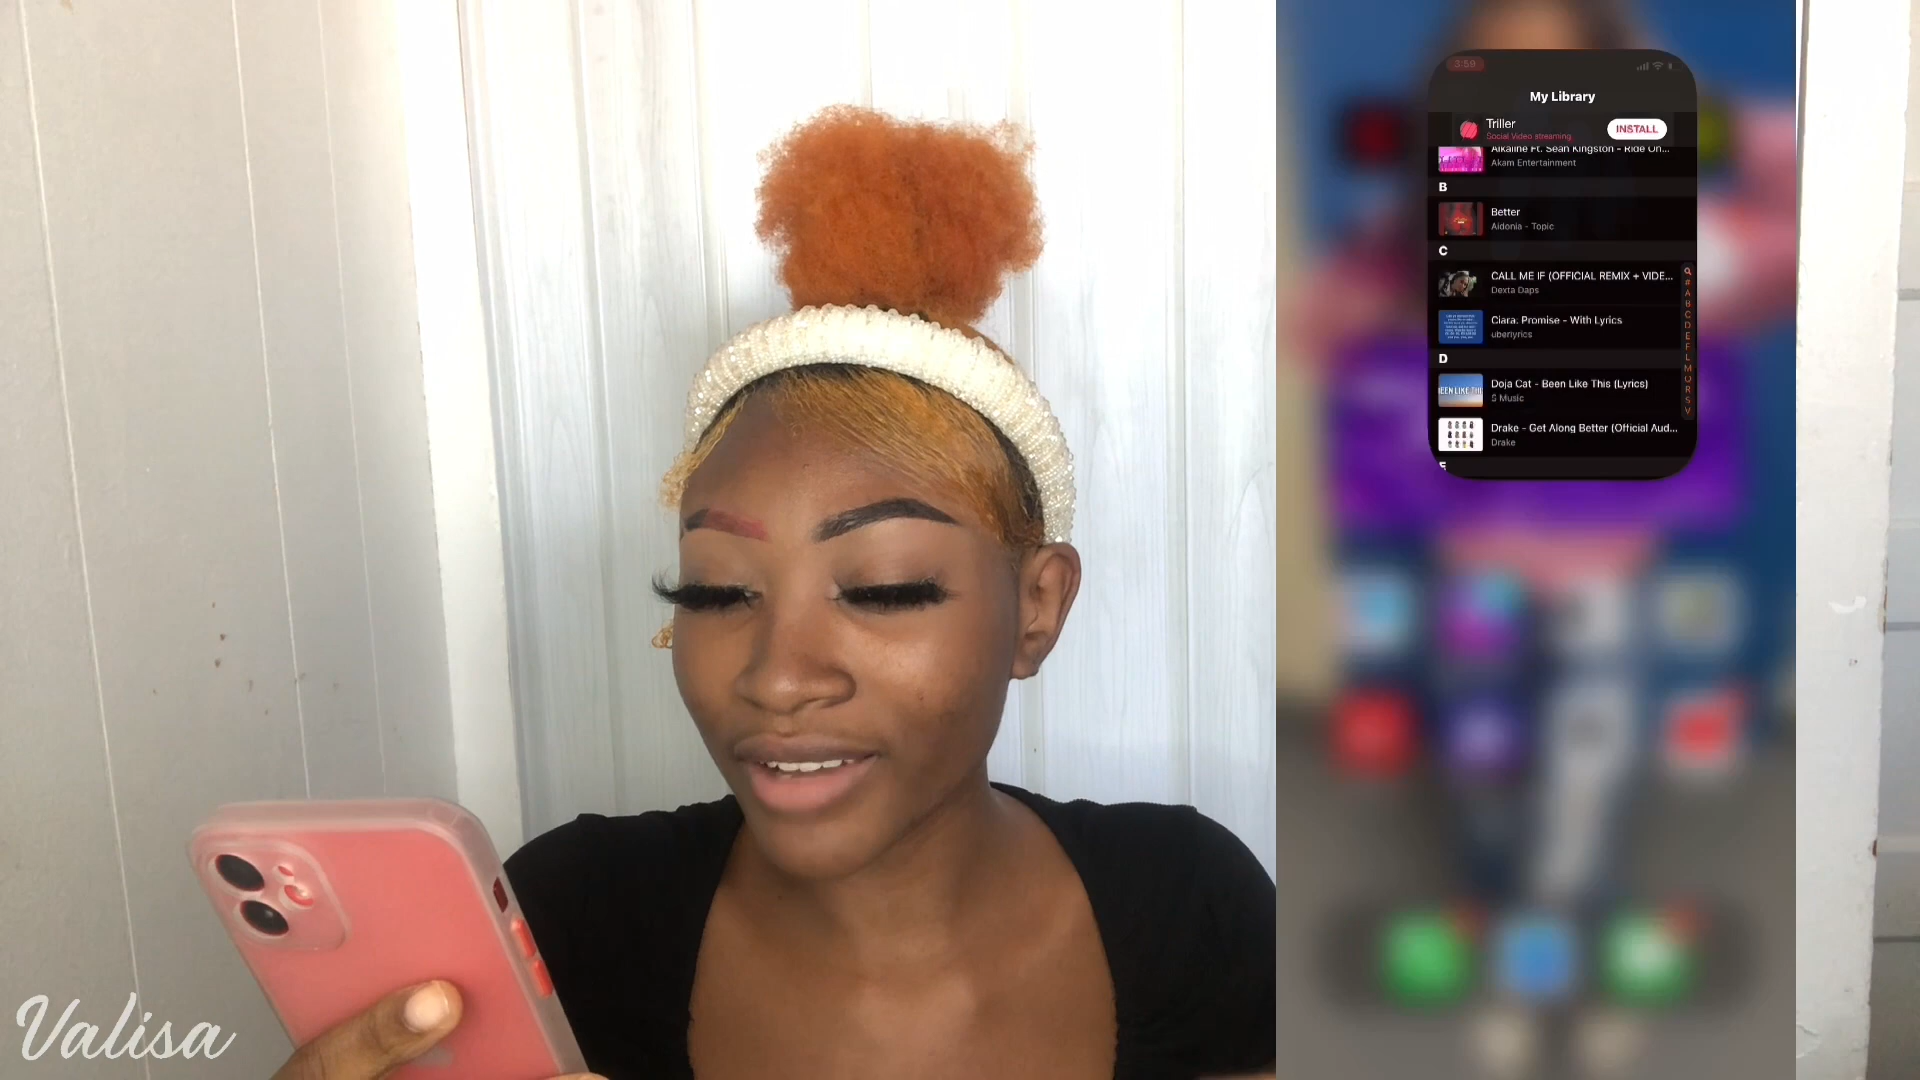 3:59
My Library
Triller
Social Video streaming.
INSTALL
Alkaline Ft. Sean Kingston - Ride On...
Akam Entertainment
B
Better
Aidonia - Topic
C
CALL ME IF (OFFICIAL REMIX + VIDE...
Dexta Daps
Ciara. Promise - With Lyrics
uberlyrics
D
Doja Cat - Been Like This (Lyrics)
S Music
Drake - Get Along Better (Official Aud...
Drake
#
A
B
C
D
E
F
L
M
O
R
S
V
Valisa